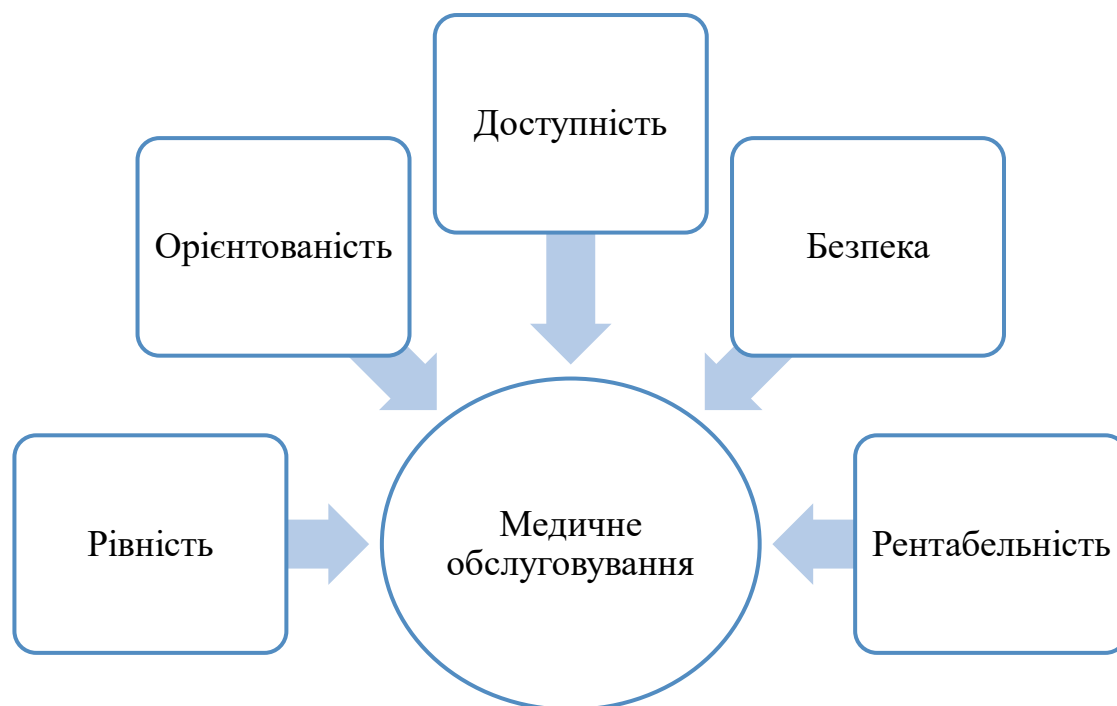 Доступність
Орієнтованість
Безпека
Рівність
Медичне
обслуговування
Рентабельність